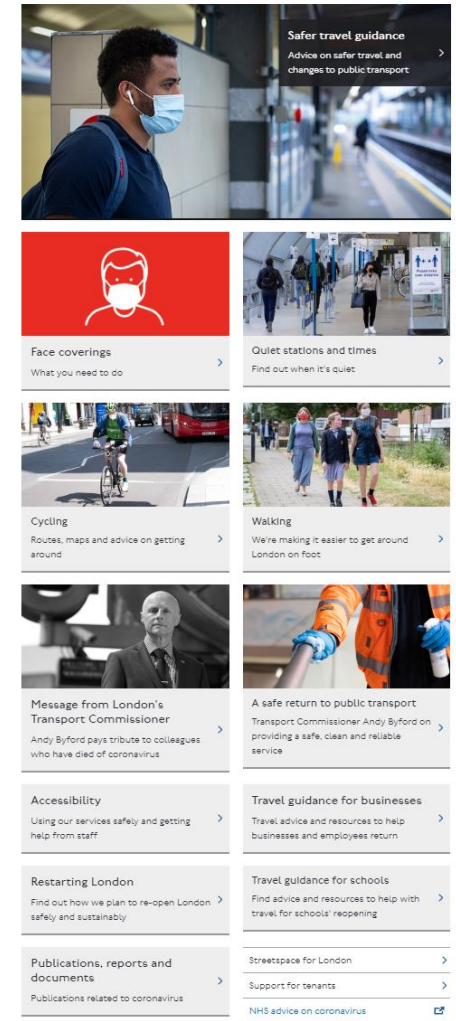 Safer travel guidance
Advice on safer travel and
changes to public transport
Face coverings
What you need to do
Quiet stations and times
Find out when it's quiet
Cycling
Routes, maps and advice on getting
around
Walking
We're making it easier to get around
London on foot
Message from London's
Transport Commissioner
Andy Byford pays tribute to colleagues
who have died of coronavirus
A safe return to public transport
Transport Commissioner Andy Byford on
providing a safe, clean and reliable
service
Accessibility
Using our services safely and getting
help from staff
Travel guidance for businesses
Travel advice and resources to help
businesses and employees return
Restarting London
Find out how we plan to re-open London
safely and sustainably
Travel guidance for schools
Find advice and resources to help with
travel for schools' reopening
Publications, reports and
documents
Publications related to coronavirus
Streetspace for London
Support for tenants
NHS advice on coronavirus